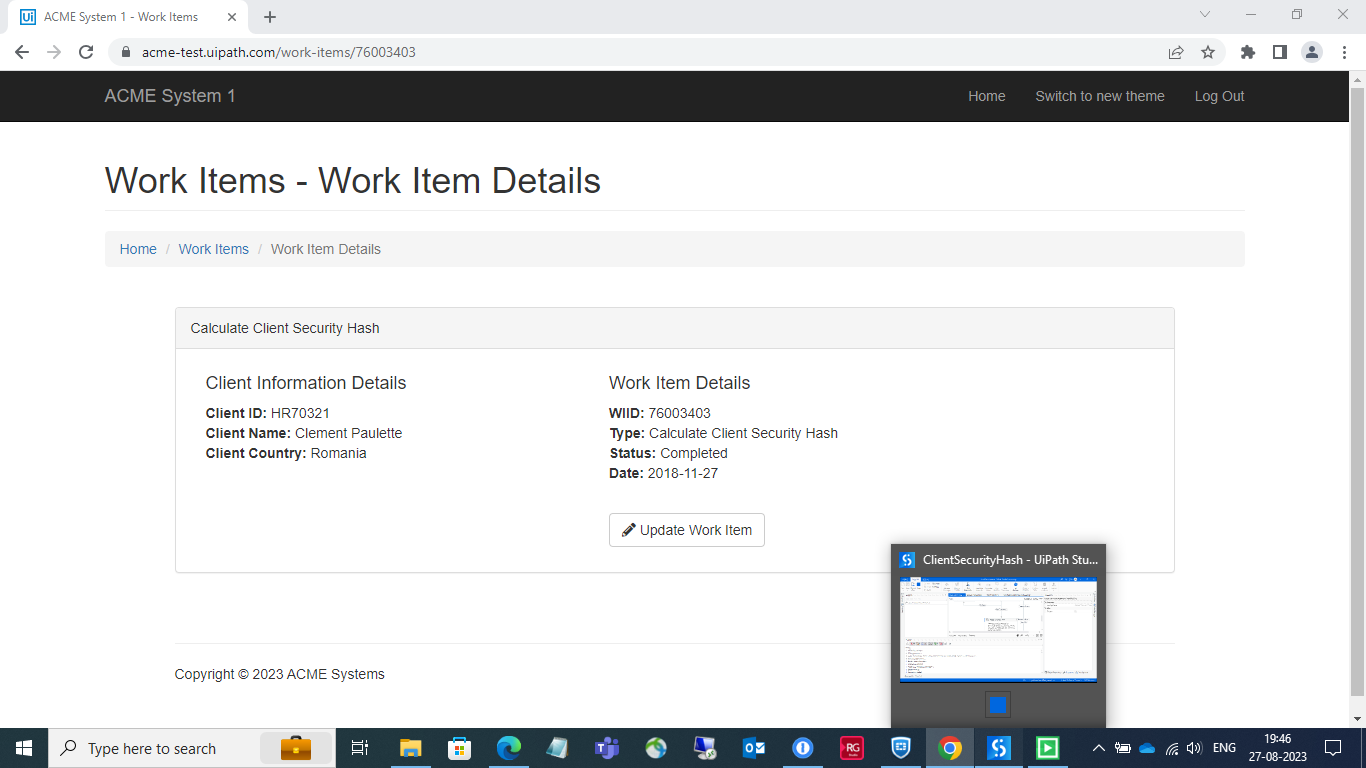 ACME System 1 - Work Items
acme-test.uipath.com/work-items/76003403
ACME System 1
Home
Switch to new theme
Log Out
Work Items - Work Item Details
Home / Work Items / Work Item Details
Calculate Client Security Hash
Client Information Details
Client ID: HR70321
Client Name: Clement Paulette
Client Country: Romania
Work Item Details
WIID: 76003403
Type: Calculate Client Security Hash
Status: Completed
Date: 2018-11-27
Update Work Item
ClientSecurityHash - UiPath Stu...
Copyright © 2023 ACME Systems
Type here to search
RG
ENG
19:46
27-08-2023